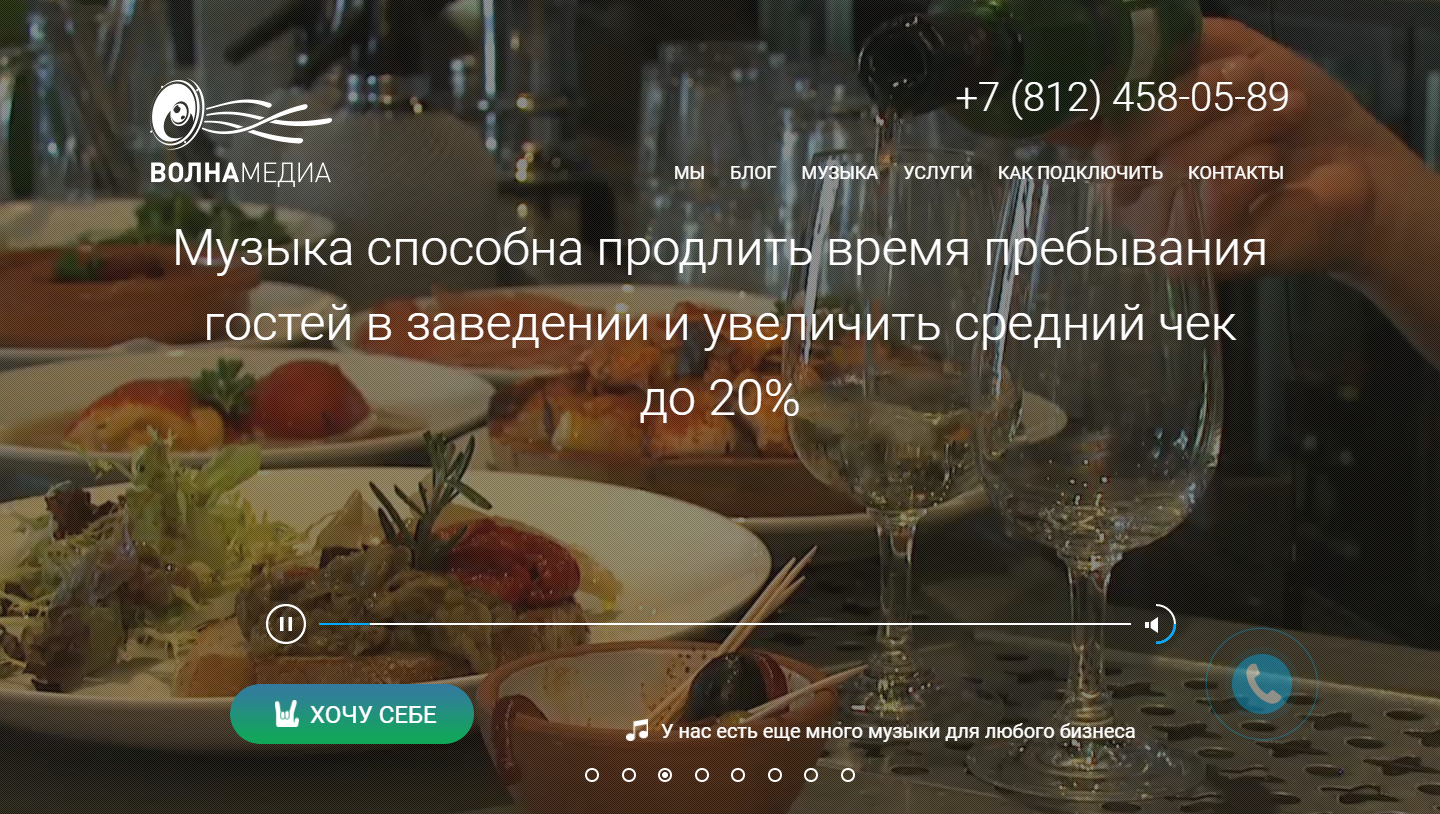 +7 (812) 458-05-89
ВОЛНАМЕДИА
МЫ БЛОГ МУЗЫКА УСЛУГИ КАК ПОДКЛЮЧИТЬ КОНТАКТЫ
Музыка способна продлить время пребывания
гостей в заведении и увеличить средний чек
до 20%
ХОЧУ СЕБЕ
У нас есть еще много музыки для любого бизнеса